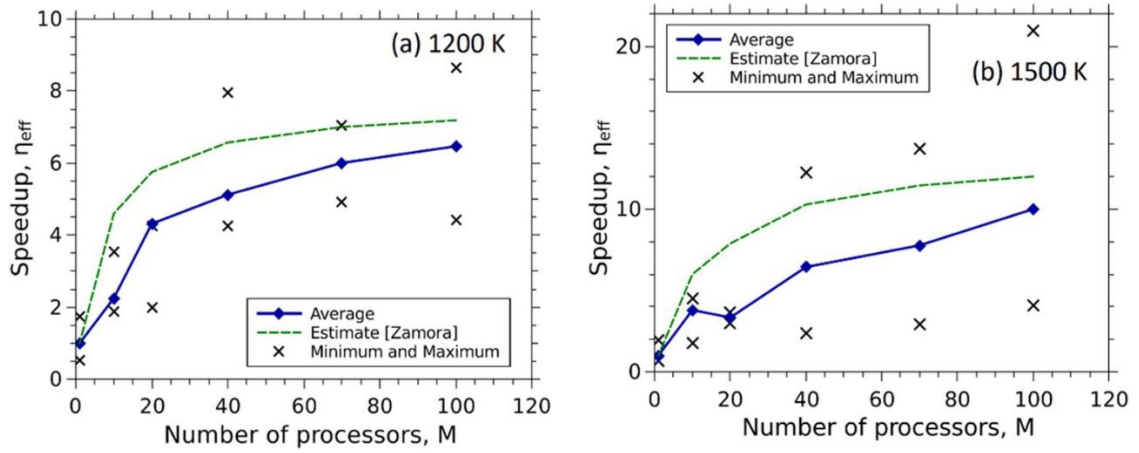 (a) 1200 K
10
8
6
4
2
0
Speedup, ηeff
Average
Estimate [Zamora]
Minimum and Maximum
0 20 40 60 80 100 120
Number of processors, M
Average
Estimate [Zamora]
Minimum and Maximum
(b) 1500 K
20
10
0
Speedup, ηeff
0 20 40 60 80 100 120
Number of processors, M